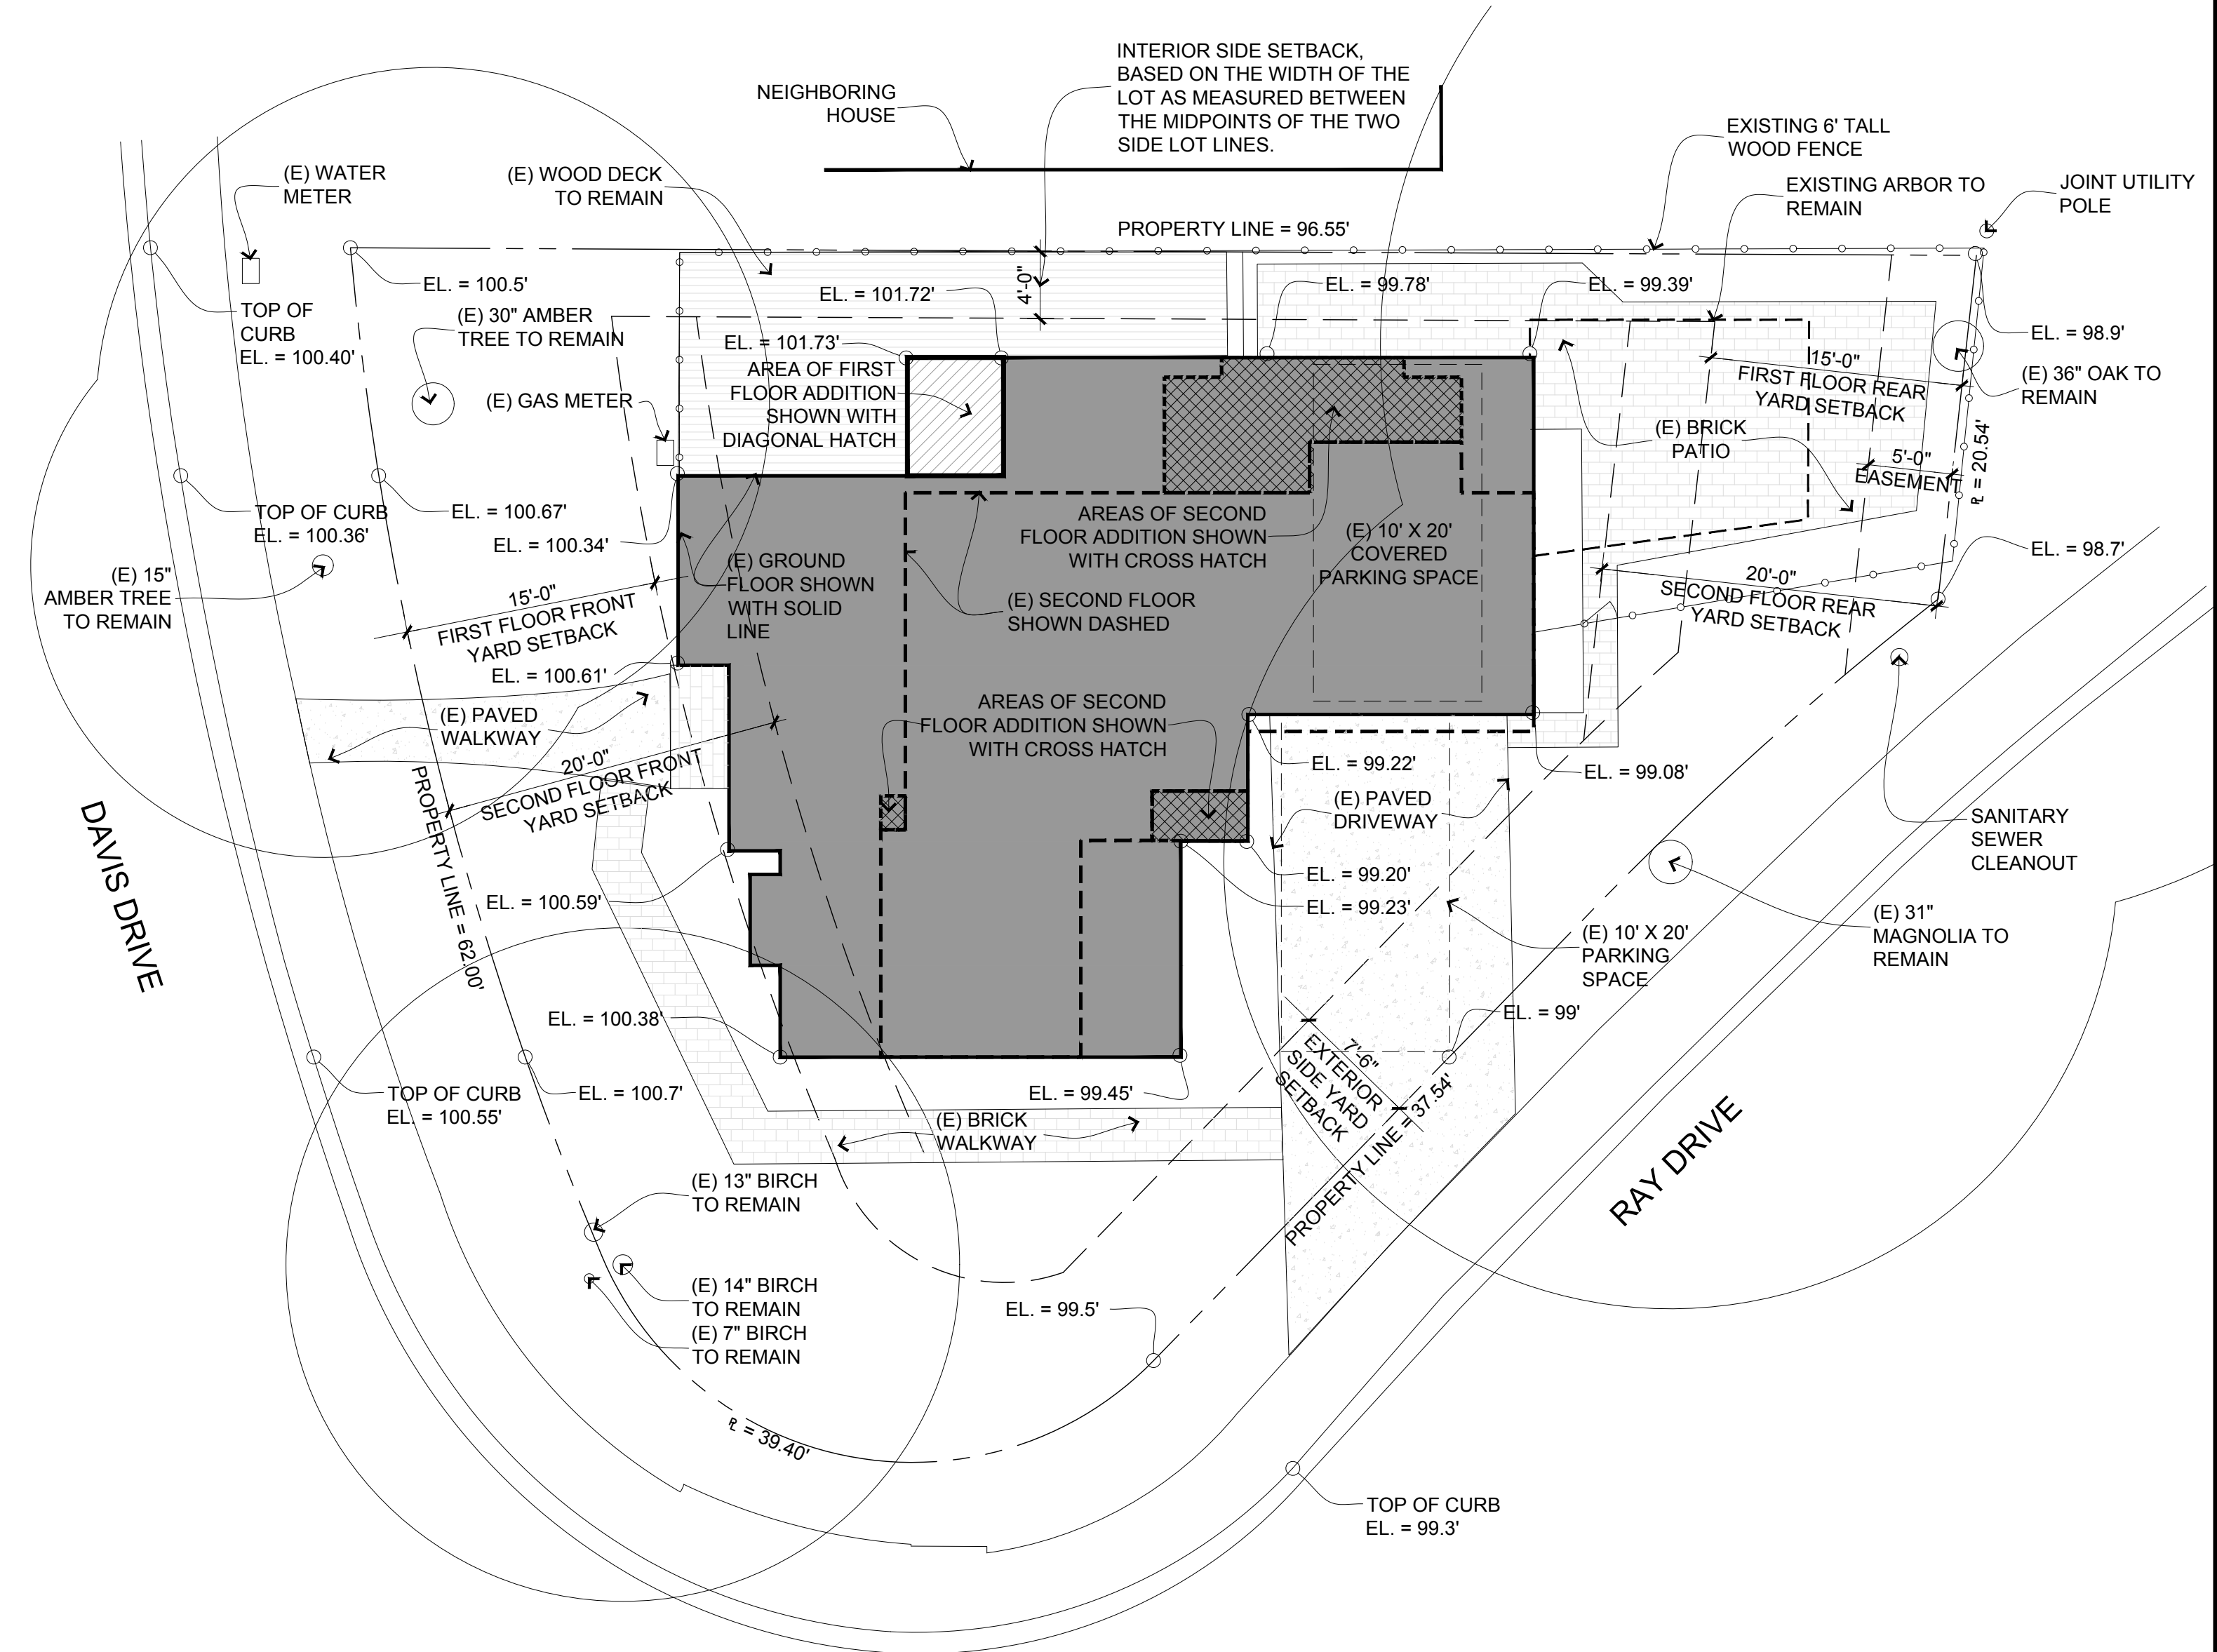 INTERIOR SIDE SETBACK,
BASED ON THE WIDTH OF THE
LOT AS MEASURED BETWEEN
THE MIDPOINTS OF THE TWO
SIDE LOT LINES.
NEIGHBORING
HOUSE
EXISTING 6' TALL
WOOD FENCE
(E) WATER
METER
(E) WOOD DECK
TO REMAIN
EXISTING ARBOR TO
REMAIN
JOINT UTILITY
POLE
PROPERTY LINE = 96.55'
EL. = 100.5'
EL. = 101.72'
4'-0"
EL. = 99.78'
EL. = 99.39'
TOP OF
CURB
EL. = 100.40'
(E) 30" AMBER
TREE TO REMAIN
EL. = 101.73'
EL. = 98.9'
AREA OF FIRST
FLOOR ADDITION
SHOWN WITH
DIAGONAL HATCH
15'-0"
FIRST FLOOR REAR
YARD SETBACK
(E) 36" OAK TO
REMAIN
(E) GAS METER
(E) BRICK
PATIO
5'-0"
EASEMENT
℄ = 20.54'
TOP OF CURB
EL. = 100.36'
EL. = 100.67'
EL. = 100.34'
AREAS OF SECOND
FLOOR ADDITION SHOWN
WITH CROSS HATCH
(E) 10' X 20'
COVERED
PARKING SPACE
EL. = 98.7'
(E) 15"
AMBER TREE
TO REMAIN
(E) GROUND
FLOOR SHOWN
WITH SOLID
LINE
15'-0"
FIRST FLOOR FRONT
YARD SETBACK
(E) SECOND FLOOR
SHOWN DASHED
20'-0"
SECOND FLOOR REAR
YARD SETBACK
EL. = 100.61'
(E) PAVED
WALKWAY
AREAS OF SECOND
FLOOR ADDITION SHOWN
WITH CROSS HATCH
20'-0"
SECOND FLOOR FRONT
YARD SETBACK
EL. = 99.22'
EL. = 99.08'
(E) PAVED
DRIVEWAY
SANITARY
SEWER
CLEANOUT
DAVIS DRIVE
PROPERTY LINE = 62.00'
EL. = 100.59'
EL. = 99.20'
EL. = 99.23'
(E) 10' X 20'
PARKING
SPACE
(E) 31"
MAGNOLIA TO
REMAIN
EL. = 100.38'
EL. = 99'
7'-6"
EXTERIOR
SIDE YARD
SETBACK
TOP OF CURB
EL. = 100.55'
EL. = 100.7'
EL. = 99.45'
PROPERTY LINE = 37.54'
(E) BRICK
WALKWAY
RAY DRIVE
(E) 13" BIRCH
TO REMAIN
(E) 14" BIRCH
TO REMAIN
(E) 7" BIRCH
TO REMAIN
EL. = 99.5'
℄ = 39.40'
TOP OF CURB
EL. = 99.3'